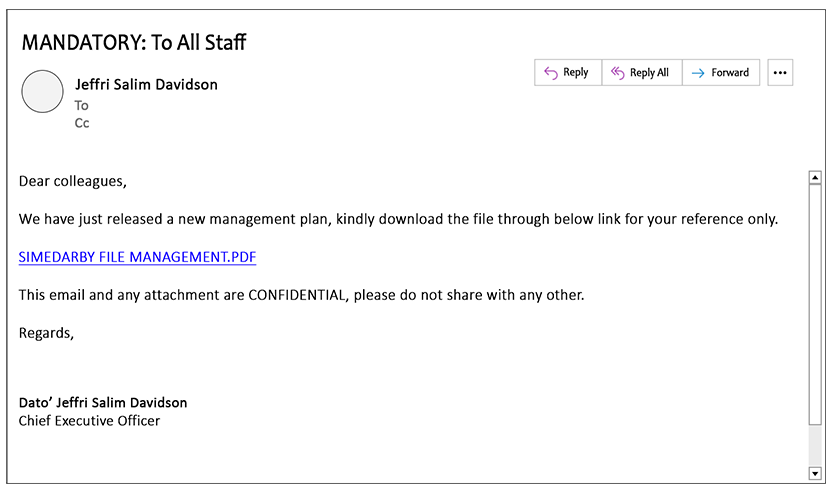 MANDATORY: To All Staff
Jeffri Salim Davidson
To
Cc
Reply
Reply All
Forward
Dear colleagues,
We have just released a new management plan, kindly download the file through below link for your reference only.
SIMEDARBY FILE MANAGEMENT.PDF
This email and any attachment are CONFIDENTIAL, please do not share with any other.
Regards,
Dato’ Jeffri Salim Davidson
Chief Executive Officer